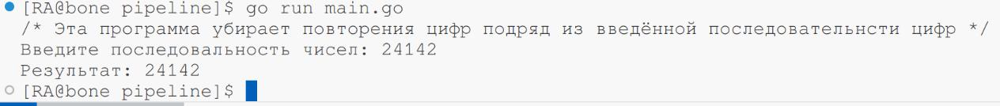 [RA@bone pipeline]$ go run main.go
/* Эта программа убирает повторения цифр подряд из введённой последовательнсти цифр */
Введите последовальность чисел: 24142
Результат: 24142
[RA@bone pipeline]$